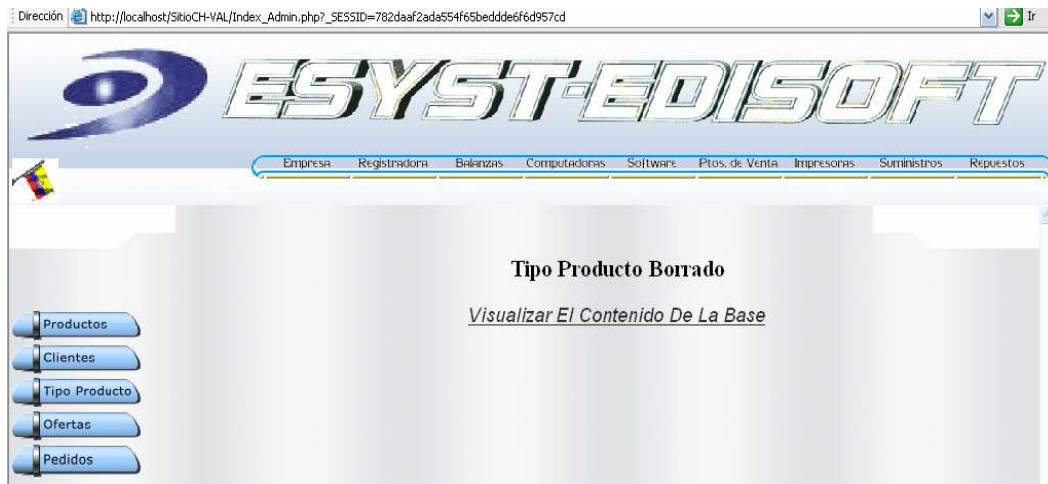 Dirección http://localhost/SitioCH-VAL/Index_Admin.php?_SESSID=782daaf2ada554f65beddde6f6d957cd Ir
ESYST-EDISOFT
Empresa Registradora Balanzas Computadoras Software Ptos. de Venta Impresoras Suministros Repuestos
Tipo Producto Borrado
Visualizar El Contenido De La Base
Productos
Clientes
Tipo Producto
Ofertas
Pedidos